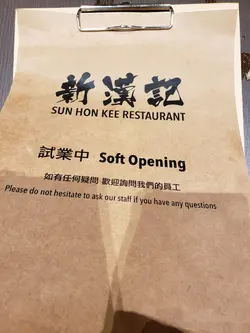 新漢記
SUN HON KEE RESTAURANT
試業中 Soft Opening
如有任何疑問 歡迎詢問我們的員工
Please do not hesitate to ask our staff if you have any questions